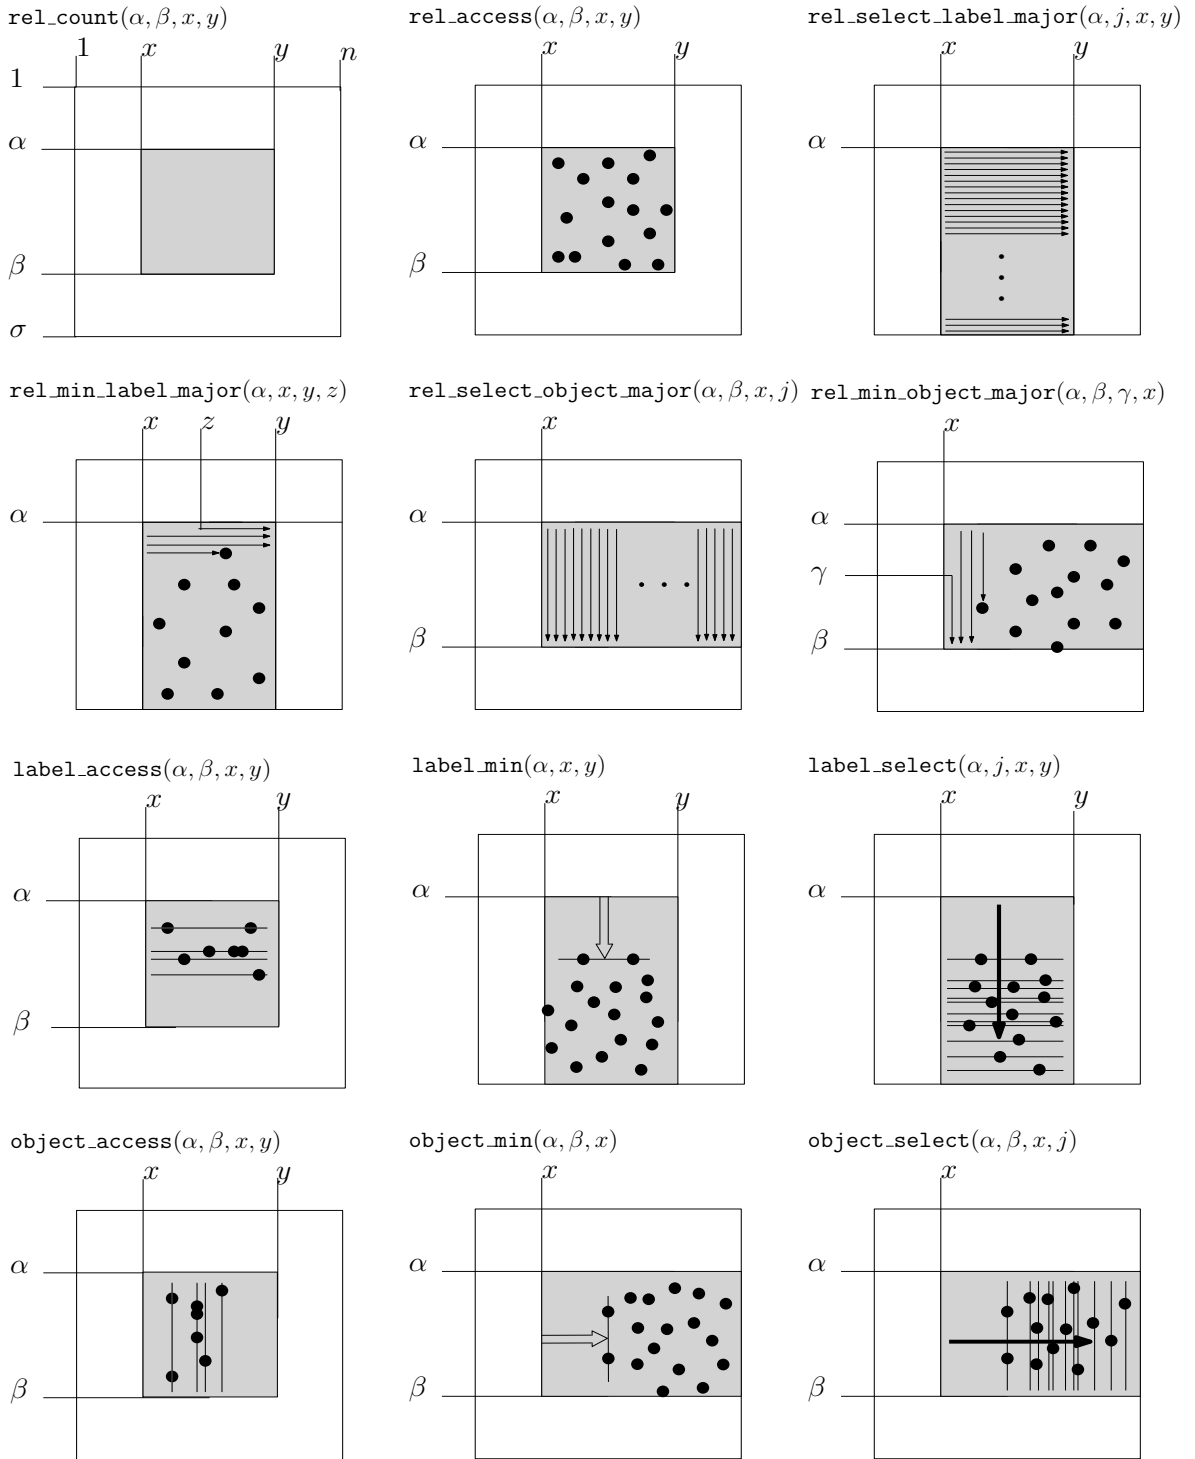 rel_count(α, β, x, y)
1 x y n
1
α
β
σ
rel_access(α, β, x, y)
x y
α
β
rel_select_label_major(α, j, x, y)
x y
α
rel_min_label_major(α, x, y, z)
x z y
α
rel_select_object_major(α, β, x, j)
x
α
β
rel_min_object_major(α, β, γ, x)
x
α
γ
β
label_access(α, β, x, y)
x y
α
β
label_min(α, x, y)
x y
α
label_select(α, j, x, y)
x y
α
object_access(α, β, x, y)
x y
α
β
object_min(α, β, x)
x
α
β
object_select(α, β, x, j)
x
α
β